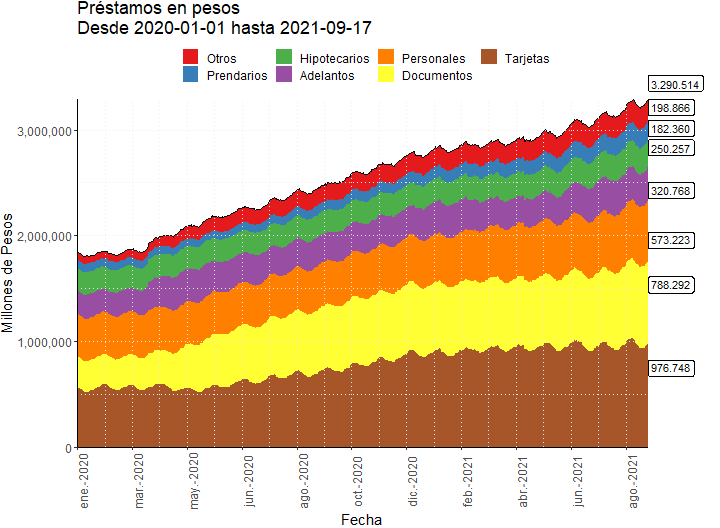 Préstamos en pesos
Desde 2020-01-01 hasta 2021-09-17
Otros Hipotecarios Personales Tarjetas
Prendarios Adelantos Documentos
3.290.514
198.866
182.360
250.257
320.768
573.223
788.292
976.748
3,000,000
2,000,000
1,000,000
0
Millones de Pesos
ene.-2020
mar.-2020
may.-2020
jun.-2020
ago.-2020
oct.-2020
dic.-2020
feb.-2021
abr.-2021
jun.-2021
ago.-2021
Fecha